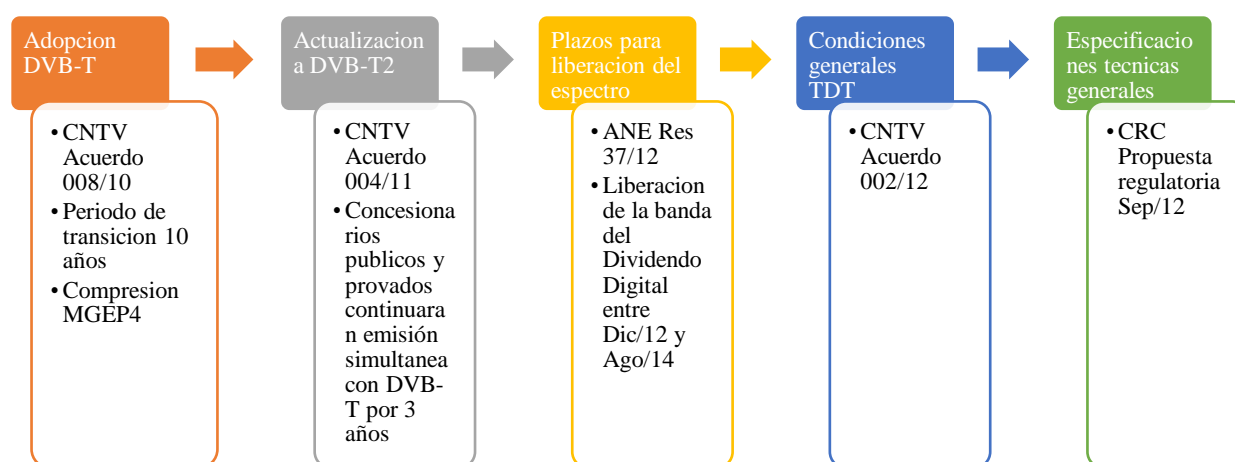 Adopcion
DVB-T
• CNTV
Acuerdo
008/10
• Periodo de
transicion 10
años
• Compresion
MGEP4
Actualizacion
a DVB-T2
• CNTV
Acuerdo
004/11
• Concesiona
rios
publicos y
provados
continuara
n emisión
simultanea
con DVB-
T por 3
años
Plazos para
liberacion del
espectro
• ANE Res
37/12
• Liberacion
de la banda
del
Dividendo
Digital
entre
Dic/12 y
Ago/14
Condiciones
generales
TDT
• CNTV
Acuerdo
002/12
Especificacio
nes tecnicas
generales
• CRC
Propuesta
regulatoria
Sep/12